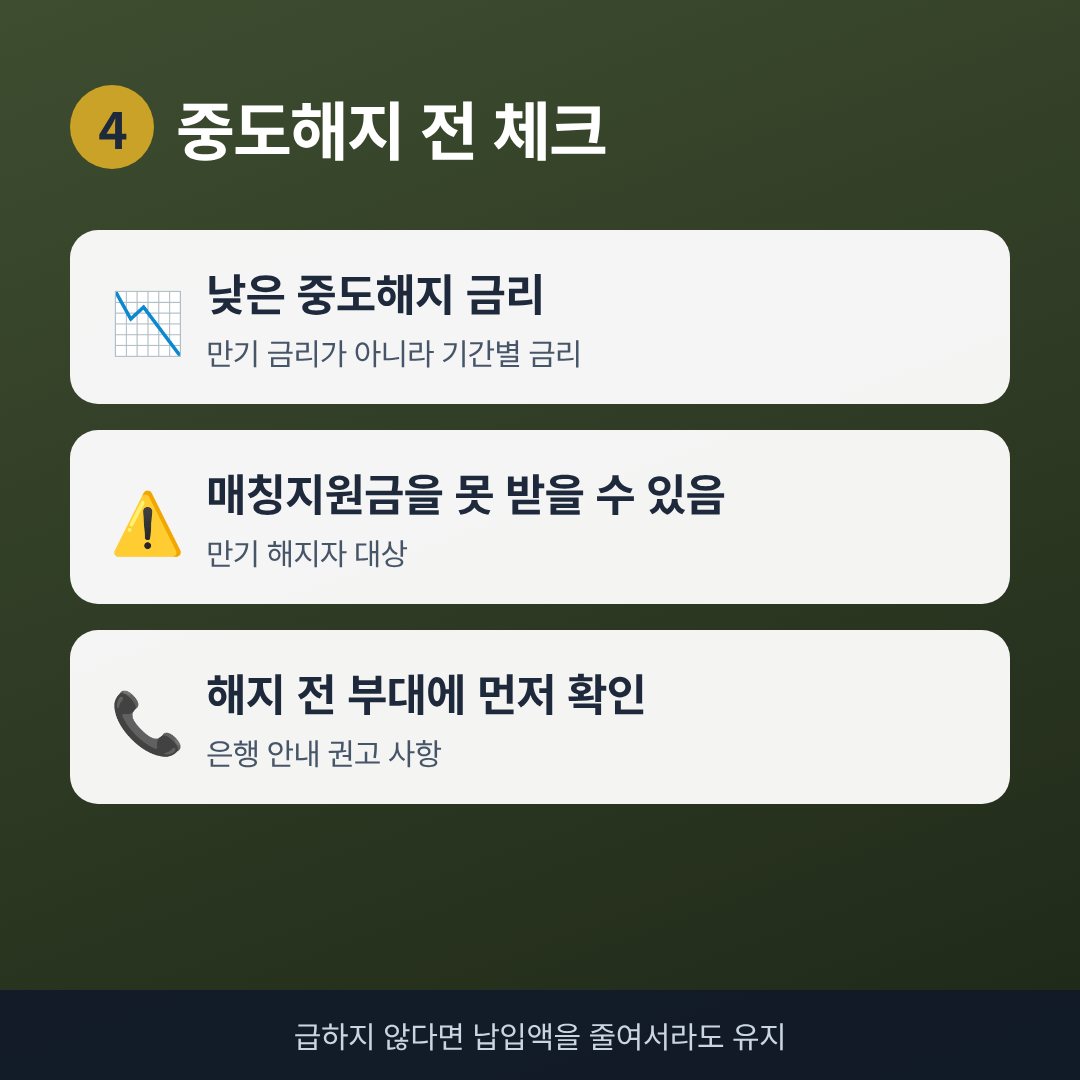 4 중도해지 전 체크
낮은 중도해지 금리
만기 금리가 아니라 기간별 금리
매칭지원금을 못 받을 수 있음
만기 해지자 대상
해지 전 부대에 먼저 확인
은행 안내 권고 사항
급하지 않다면 납입액을 줄여서라도 유지